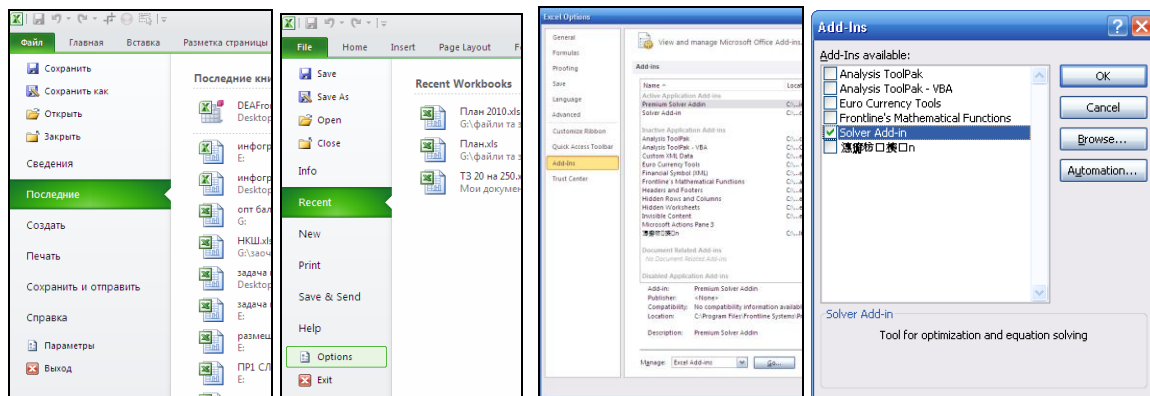 Файл Главная Вставка Разметка страницы
Сохранить
Сохранить как
Открыть
Закрыть
Сведения
Последние
Создать
Печать
Сохранить и отправить
Справка
Параметры
Выход
Последние кни
DEAFro
Desktop
инфогр
E:
инфогр
Desktop
опт бал
G:
НКШ.xls
G:\заоч
задача
Desktop
задача
E:
размец
E:
ПР1 СЛ
E:
File Home Insert Page Layout
Save
Save As
Open
Close
Info
Recent
New
Print
Save & Send
Help
Options
Exit
Recent Workbooks
План 2010.xls
G:\файли та з
План.xls
G:\файли та з
ТЗ 20 на 250.x
Мои докумен
Excel Options
General
Formulas
Proofing
Save
Language
Advanced
Customize Ribbon
Quick Access Toolbar
Add-Ins
Trust Center
View and manage Microsoft Office Add-ins.
Add-ins
Name Locat
Active Application Add-ins
Premium Solver Addin
Solver Add-in
Inactive Application Add-ins
Analysis ToolPak
Analysis ToolPak - VBA
Custom XML Data
Euro Currency Tools
Financial Symbol (XML)
Frontline's Mathematical Functions
Headers and Footers
Hidden Rows and Columns
Hidden Worksheets
Invisible Content
Microsoft Actions Pane 3
Document Related Add-ins
No Document Related Add-ins
Disabled Application Add-ins
Add-in: Premium Solver Addin
Publisher: <None>
Compatibility: No compatibility information availabl
Location: C:\Program Files\Frontline Systems\Pr
Description: Premium Solver Addin
Manage: Excel Add-ins Go...
Add-Ins
Add-Ins available:
Analysis ToolPak
Analysis ToolPak - VBA
Euro Currency Tools
Frontline's Mathematical Functions
Solver Add-in
OK
Cancel
Browse...
Automation...
Solver Add-in
Tool for optimization and equation solving